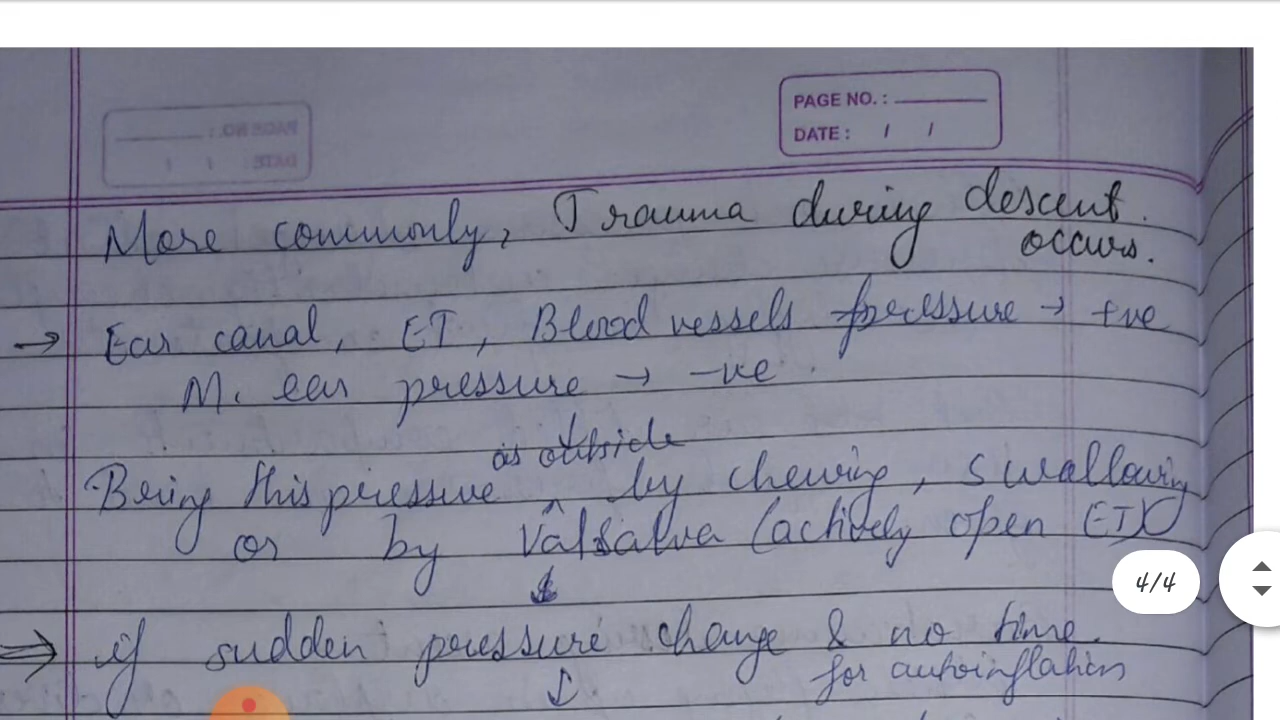 PAGE NO. :
DATE : / /
More commonly, Trauma during descent
occurs.
→ Ear canal, ET, Blood vessels pressure → +ve
M. ear pressure → -ve
as outside
Being this pressure ^ by chewing, swallowing
or by Valsalva (actively open ET)
↓
⇒ if sudden pressure change & no time
for autoinflation
↓
4/4